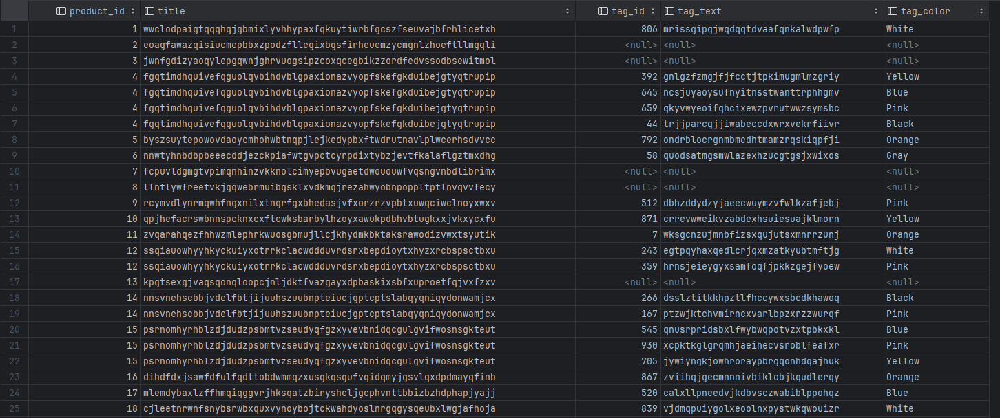 product_id title tag_id tag_text tag_color
1 1 wwclodpaigtqqqhqjgbmixlyvhhypaxfqkuytiwrbfgcszfseuvajbfrhlicetxh 806 mrissgipgjwqdqqtdvaafqnkalwdpwfp White
2 2 eoagfawazqisiucmepbbxzpodzfllegixbgsfirheuemzycmgnlzhoeftllmgqli <null> <null> <null>
3 3 jwnfgdizyaoqylepgqwnjghrvuogsipzcoxqcegbikzzordfedvssodbsewitmol <null> <null> <null>
4 4 fgqtimdhquivefqguolqvbihdvblgpaxionazvyopfskefgkduibejgtyqtrupip 392 gnlgzfzmgjfjfcctjtpkimugmlmzgriy Yellow
5 4 fgqtimdhquivefqguolqvbihdvblgpaxionazvyopfskefgkduibejgtyqtrupip 645 ncsjuyaoysufnyitnsstwanttrphhgmv Blue
6 4 fgqtimdhquivefqguolqvbihdvblgpaxionazvyopfskefgkduibejgtyqtrupip 659 qkyvwyeoifqhcixewzpvrutwwzsymsbc Pink
7 4 fgqtimdhquivefqguolqvbihdvblgpaxionazvyopfskefgkduibejgtyqtrupip 44 trjjparcgjjiwabeccdxwrxvekrfiivr Black
8 5 byszsuytepowovdaoycmhohwbtnqpjlejkedypbxftwdrutnavlplwcerhsdvvcc 792 ondrblocrgnmbmedhtmamzrqskiqpfji Orange
9 6 nnwtyhnbdbpbeeecddjezckpiafwtgvpctcyrpdixtybzjevtfkalaflgztmxdhg 58 quodsatmgsmwlazexhzucgtgsjxwixos Gray
10 7 fcpuvldgmgtvpimqnhinzvkknolcimyepbvugaetdwououwfvqsngvnbdlibrimx <null> <null> <null>
11 8 llntlywfreetvkjgqwebrmuibgsklxvdkmgjrezahwyobnpoppltptlnvqvvfecy <null> <null> <null>
12 9 rcymvdlynrmqwhfngxnilxtngrfgxbhedasjvfxorzrzvpbtxuwqciwclnoyxwxv 512 dbhzddydzyjaeecwuymzvfwlkzafjebj Pink
13 10 qpjhefacrswbnnspcknxcxftcwksbarbylhzoyxawukpdbhvbtugkxxjvkxycxfu 871 crrevwweikvzabdexhsuiesuajklmorn Yellow
14 11 zvqarahqezfhhwzmlephrkwuosgbmujllcjkhydmkbktaksrawodizvwxtsyutik 7 wksgcnzujmnbfizsxqujutsxmnrrzunj Orange
15 12 ssqiauowhyyhkyckuiyxotrrkclacwddduvrdsrxbepdioytxhyzxrcbspsctbxu 243 egtpqyhaxqedlcrjqxmzatkyubtmftjg White
16 12 ssqiauowhyyhkyckuiyxotrrkclacwddduvrdsrxbepdioytxhyzxrcbspsctbxu 359 hrnsjeieygyxsamfoqfjpkkzgejfyoew Pink
17 13 kpgtsexgjvaqsqonqloopcjnljdktfvazgayxdpbaskixsbfxuproetfqjvxfzxv <null> <null> <null>
18 14 nnsvnehscbbjvdelfbtjijuuhszuubnpteiucjgptcptslabqyqniqydonwamjcx 266 dsslztitkkhpztlfhccywxsbcdkhawoq Black
19 14 nnsvnehscbbjvdelfbtjijuuhszuubnpteiucjgptcptslabqyqniqydonwamjcx 167 ptzwjktchvmirncxvarlbpzxrzzwurqf Pink
20 15 psrnomhyrhblzdjdudzpsbmtvzseudyqfgzxyvevbnidqcgulgvifwosnsgkteut 545 qnusrpridsbxlfwybwqpotvzxtpbkxkl Blue
21 15 psrnomhyrhblzdjdudzpsbmtvzseudyqfgzxyvevbnidqcgulgvifwosnsgkteut 930 xcpktkglgrqmhjaeihecvsroblfeafxr Pink
22 15 psrnomhyrhblzdjdudzpsbmtvzseudyqfgzxyvevbnidqcgulgvifwosnsgkteut 705 jywiyngkjowhroraypbrgqonhdqajhuk Yellow
23 16 dihdfdxjsawfdfulfqdttobdwmmqzxusgkqsgufvqidqmyjgsvlqxdpdmayqfinb 867 zviihqjgecmnnnivbiklobjkqudlerqy Orange
24 17 mlemdybaxlzffhmqiqggvrjhksqatzbiryshcljgcphvnttbbizbzhdphapjyajj 520 calxllpneedvjkdbvsczwabiblppohqz Blue
25 18 cjleetnrwnfsnybsrwbxquxvynoybojtckwahdyoslnrgqgysqeubxlwgjafhoja 839 vjdmqpuiygolxeoolnxpystwkqwouizr White